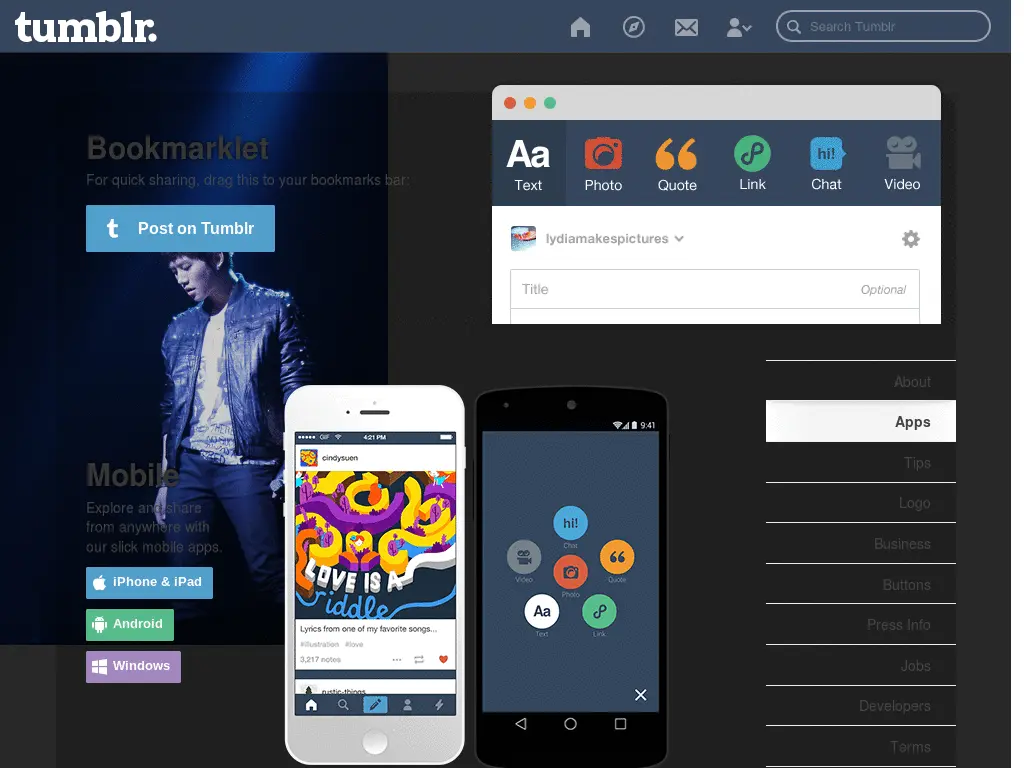 tumblr.
Search Tumblr
Bookmarklet
For quick sharing, drag this to your bookmarks bar:
t Post on Tumblr
Aa
hi!
Text
Photo
Quote
Link
Chat
Video
lydiamakespictures
Title
Optional
About
Apps
Tips
Logo
Business
Buttons
Press Info
Jobs
Developers
Terms
Mobile
Explore and share
from anywhere with
our slick mobile apps.
iPhone & iPad
Android
Windows
GIF
4:21 PM
cindysuen
LOVE IS A
riddle
Lyrics from one of my favorite songs...
#illustration #love
3,217 notes
rustic-things
9:41
hi!
Chat
Video
Quote
Photo
Aa
Text
Link